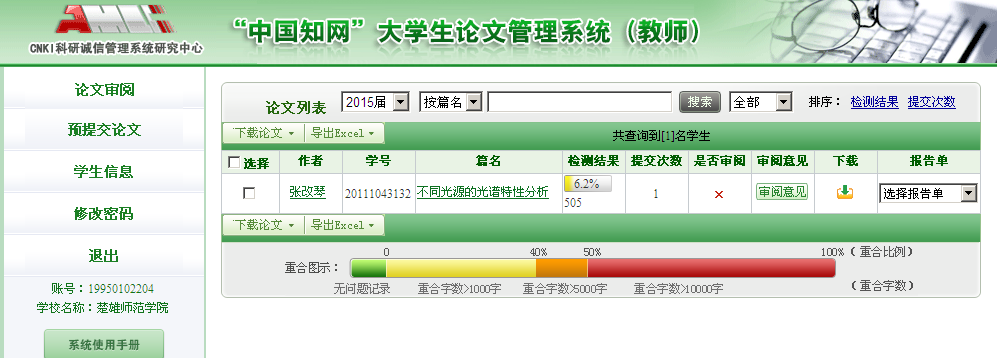 AMLC
CNKI科研诚信管理系统研究中心
“中国知网”大学生论文管理系统（教师）
论文审阅
预提交论文
学生信息
修改密码
退出
账号：19950102204
学校名称：楚雄师范学院
系统使用手册
论文列表 2015届 按篇名 搜索 全部 排序： 检测结果 提交次数
下载论文 导出Excel 共查询到[1]名学生
选择 作者 学号 篇名 检测结果 提交次数 是否审阅 审阅意见 下载 报告单
张改琴 20111043132 不同光源的光谱特性分析 6.2% 505 1 × 审阅意见 选择报告单
下载论文 导出Excel
0 40% 50% 100% （重合比例）
重合图示：
无问题记录 重合字数>1000字 重合字数>5000字 重合字数>10000字 （重合字数）